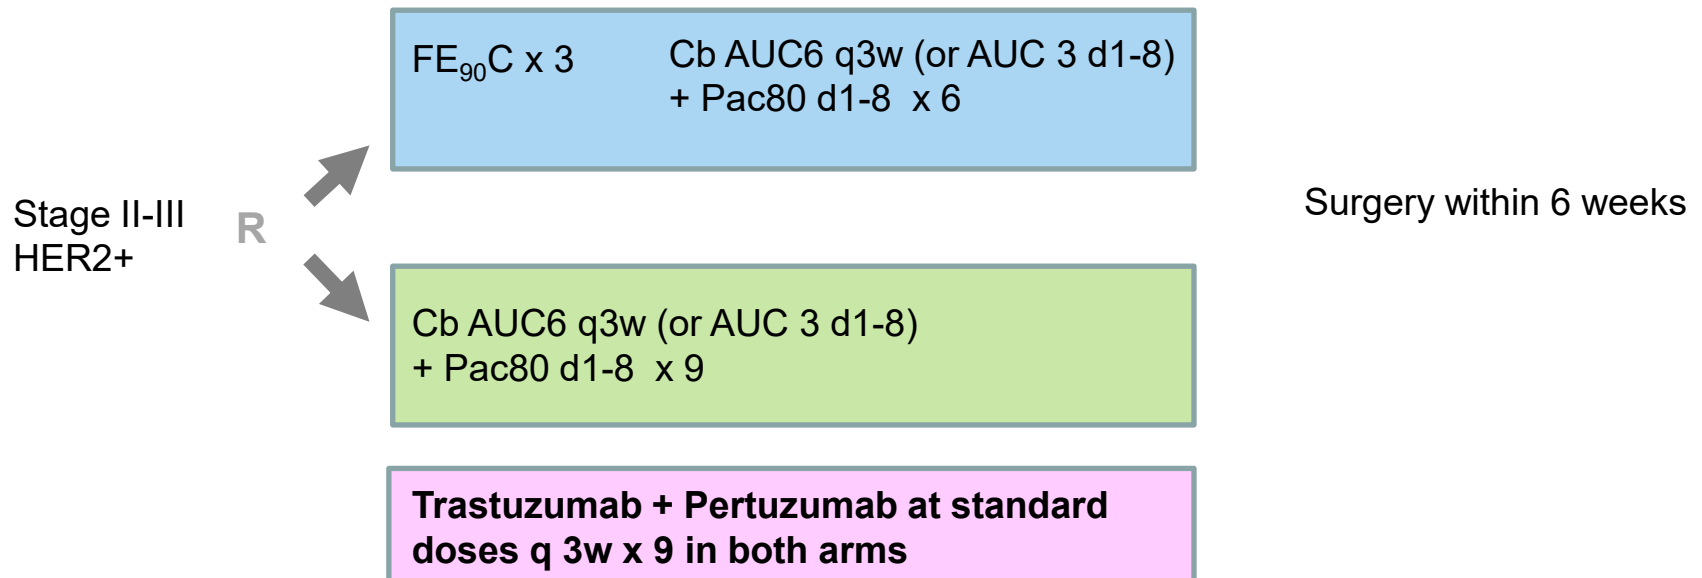 Stage II-III
HER2+
R
FE₉₀C x 3
Cb AUC6 q3w (or AUC 3 d1-8)
+ Pac80 d1-8 x 6
Cb AUC6 q3w (or AUC 3 d1-8)
+ Pac80 d1-8 x 9
Trastuzumab + Pertuzumab at standard
doses q 3w x 9 in both arms
Surgery within 6 weeks